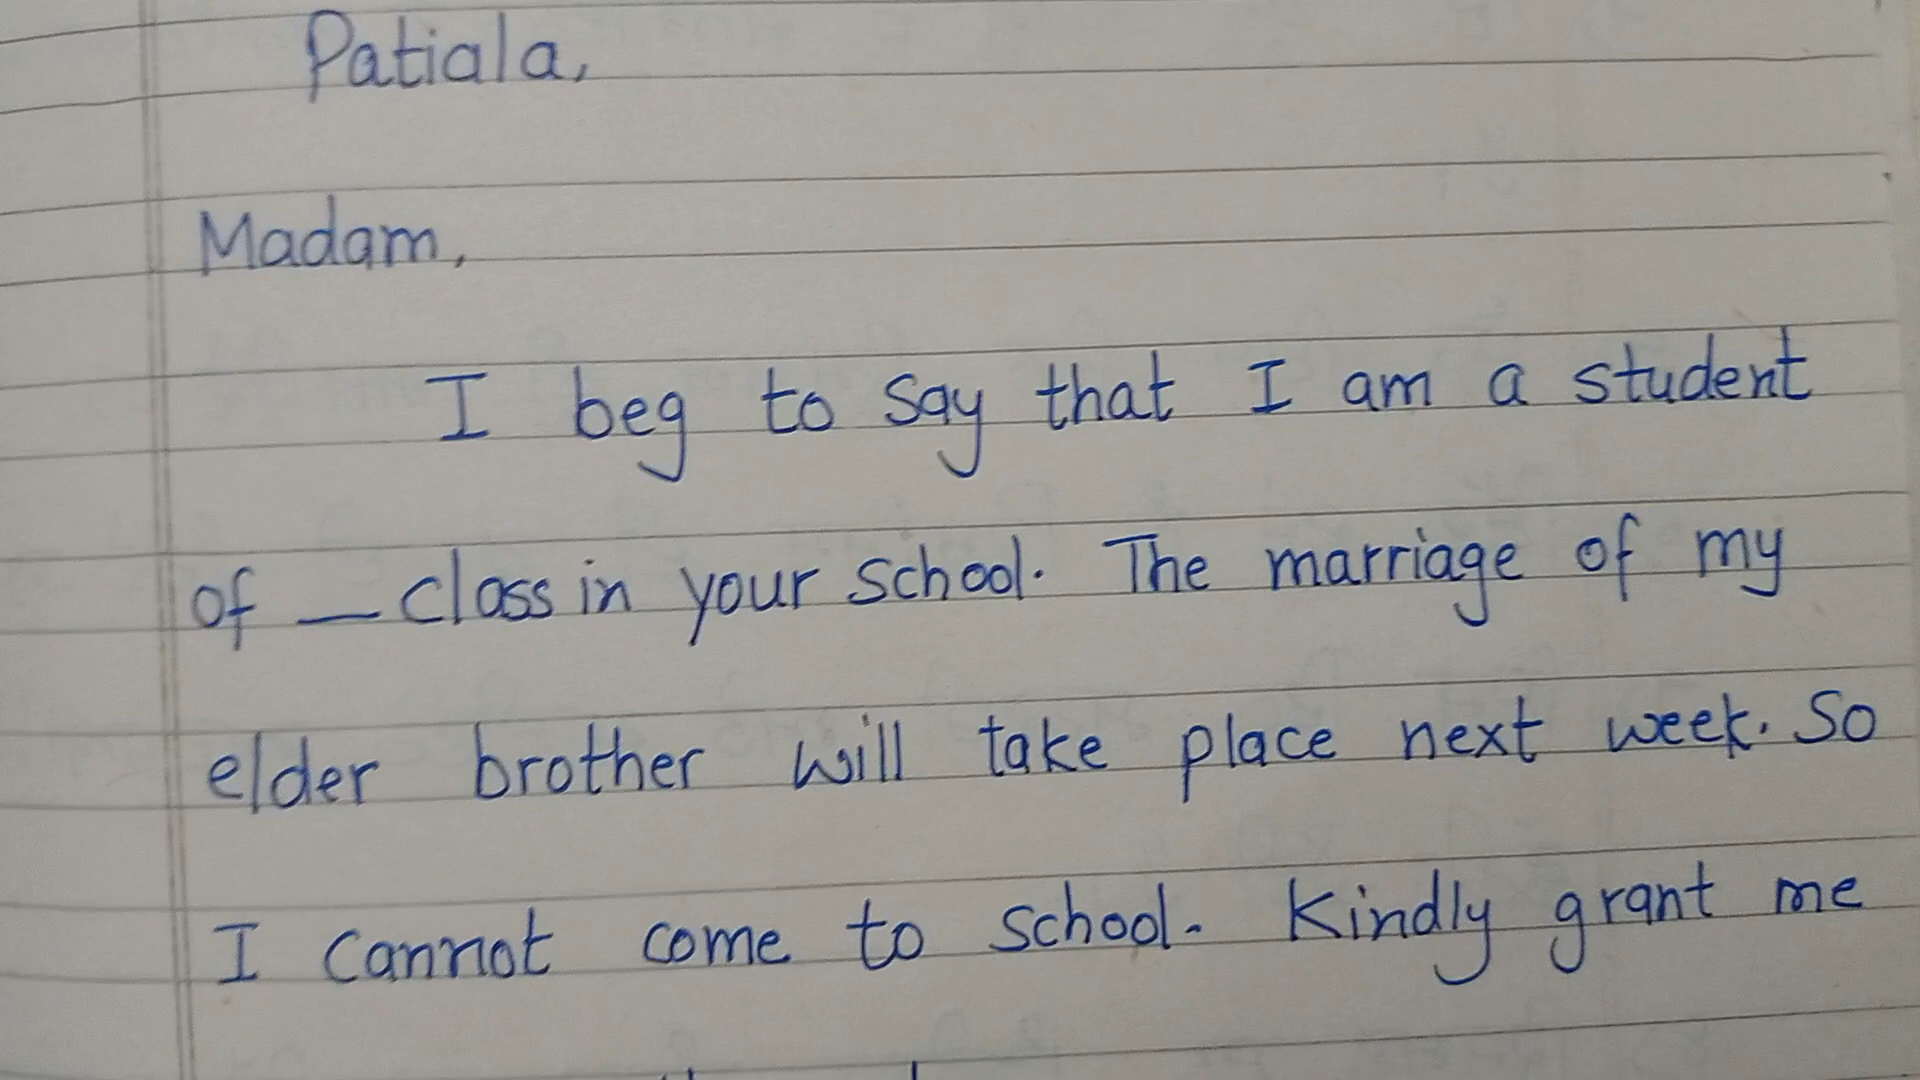 Patiala,
Madam,
I beg to say that I am a student
of _ class in your school. The marriage of my
elder brother will take place next week. So
I cannot come to school. Kindly grant me